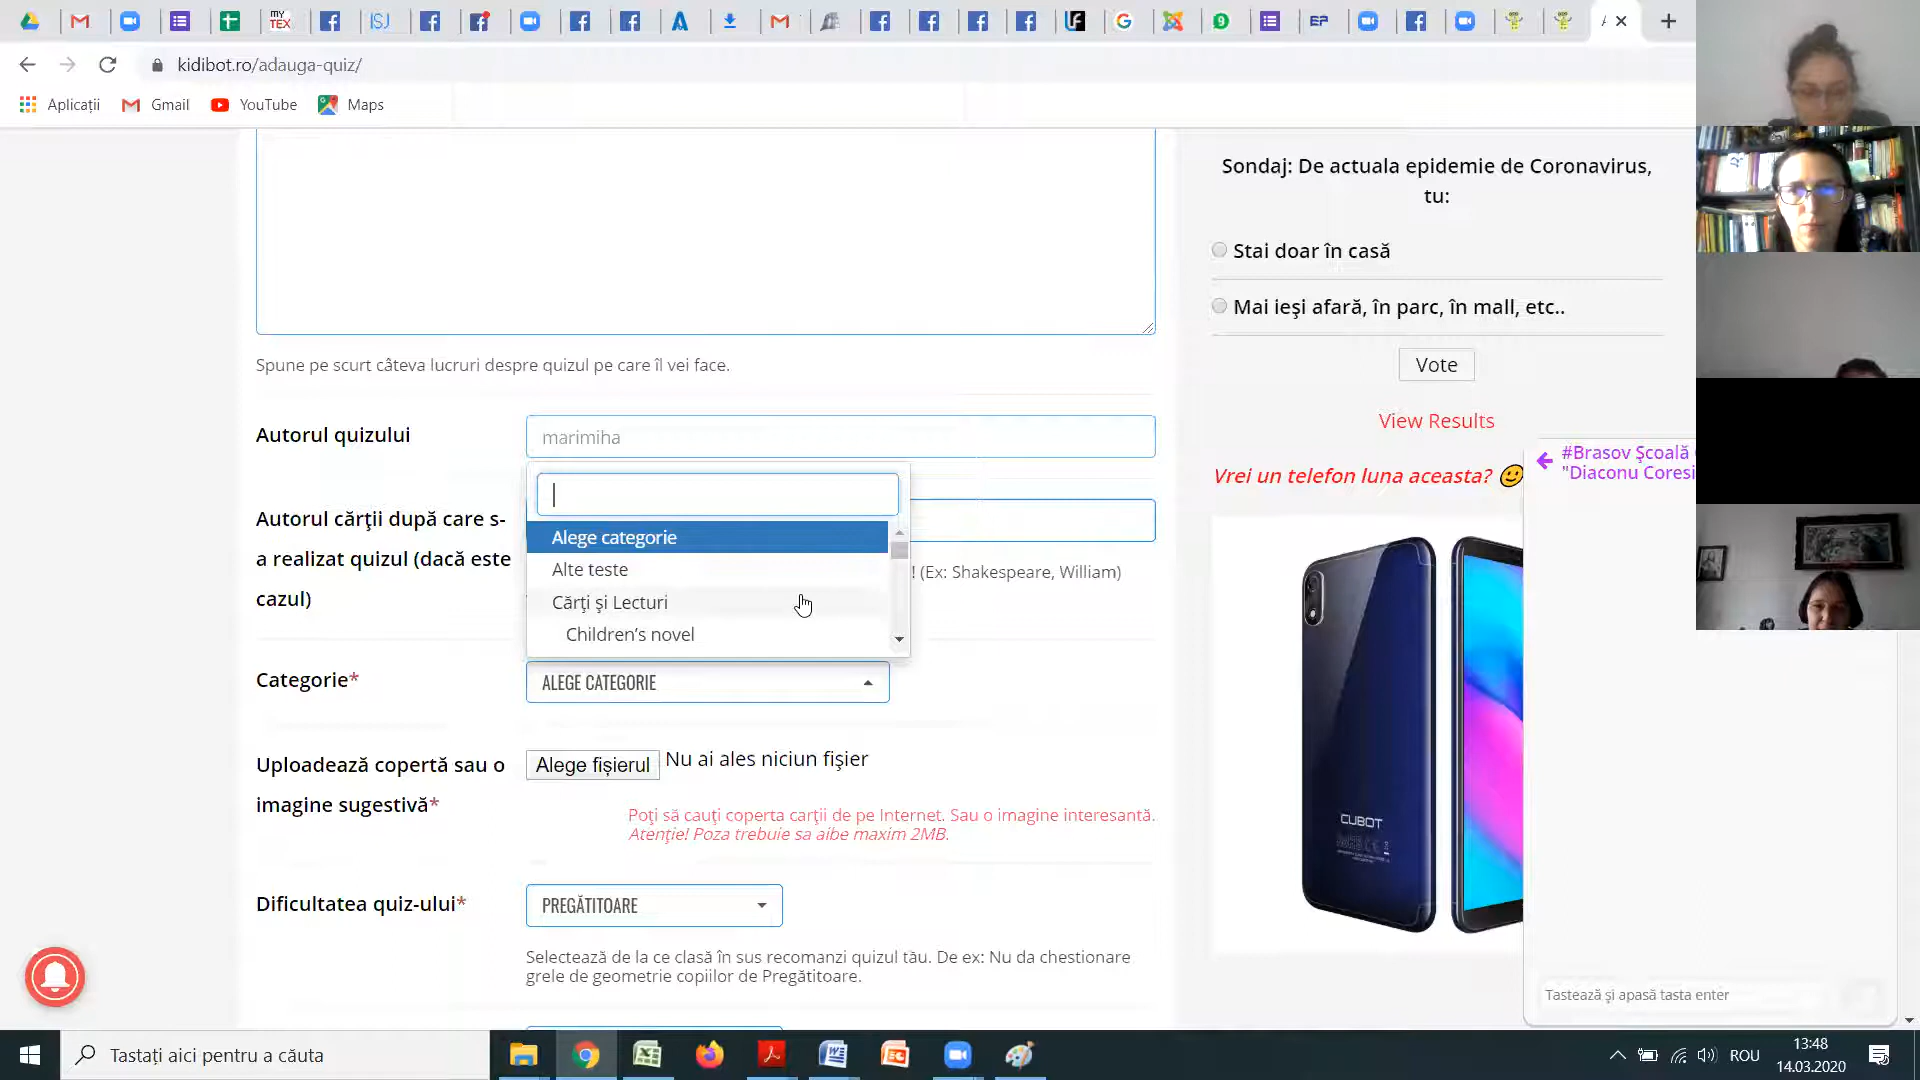 MY
TEX
ISJ
9
EP
kidibot.ro/adauga-quiz/
Aplicații
Gmail
YouTube
Maps
Spune pe scurt câteva lucruri despre quizul pe care îl vei face.
Autorul quizului
marimiha
Autorul cărții după care s-
a realizat quizul (dacă este
cazul)
Alege categorie
Alte teste
Cărți și Lecturi
Children's novel
! (Ex: Shakespeare, William)
Categorie*
ALEGE CATEGORIE
Uploadează copertă sau o
imagine sugestivă*
Alege fișierul
Nu ai ales niciun fișier
Poți să cauți coperta carții de pe Internet. Sau o imagine interesantă.
Atenție! Poza trebuie sa aibe maxim 2MB.
Dificultatea quiz-ului*
PREGĂTITOARE
Selectează de la ce clasă în sus recomanzi quizul tău. De ex: Nu da chestionare
grele de geometrie copiilor de Pregătitoare.
Sondaj: De actuala epidemie de Coronavirus,
tu:
Stai doar în casă
Mai ieși afară, în parc, în mall, etc..
Vote
View Results
Vrei un telefon luna aceasta?
CUBOT
#Brasov Școală
"Diaconu Coresi
Tastează și apasă tasta enter
Tastați aici pentru a căuta
ROU
13:48
14.03.2020